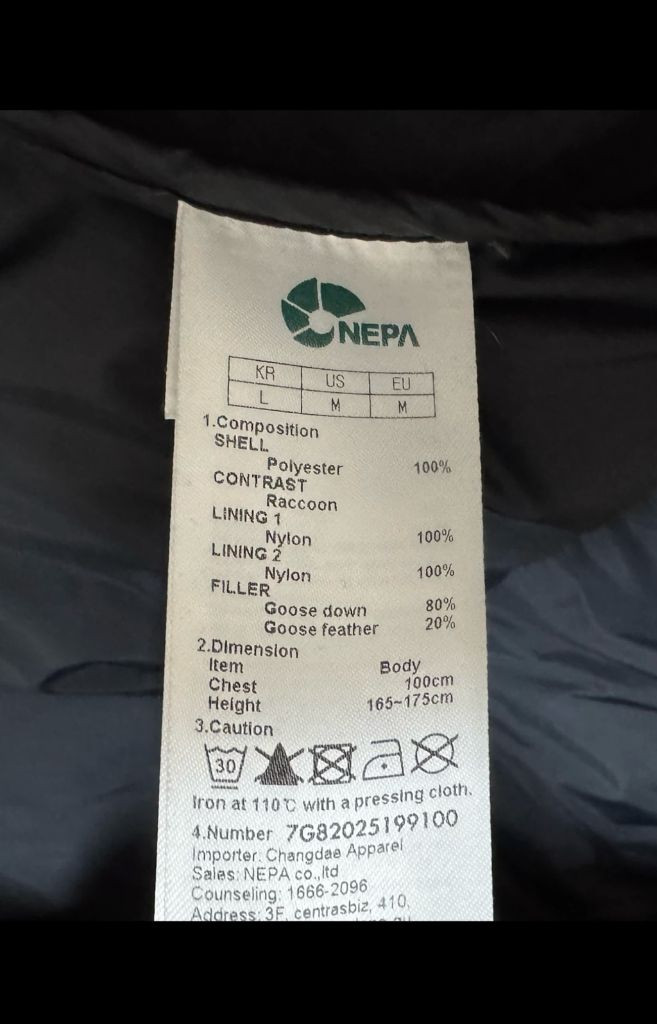 NEPA
KR US EU
L M M
1.Composition
SHELL
Polyester 100%
CONTRAST
Raccoon
LINING 1
Nylon 100%
LINING 2
Nylon 100%
FILLER
Goose down 80%
Goose feather 20%
2.Dimension
Item Body
Chest 100cm
Height 165~175cm
3.Caution
30
Iron at 110℃ with a pressing cloth.
4.Number 7G82025199100
Importer: Changdae Apparel
Sales: NEPA co.,ltd
Counseling: 1666-2096
Address: 3F, centrasbiz, 410,